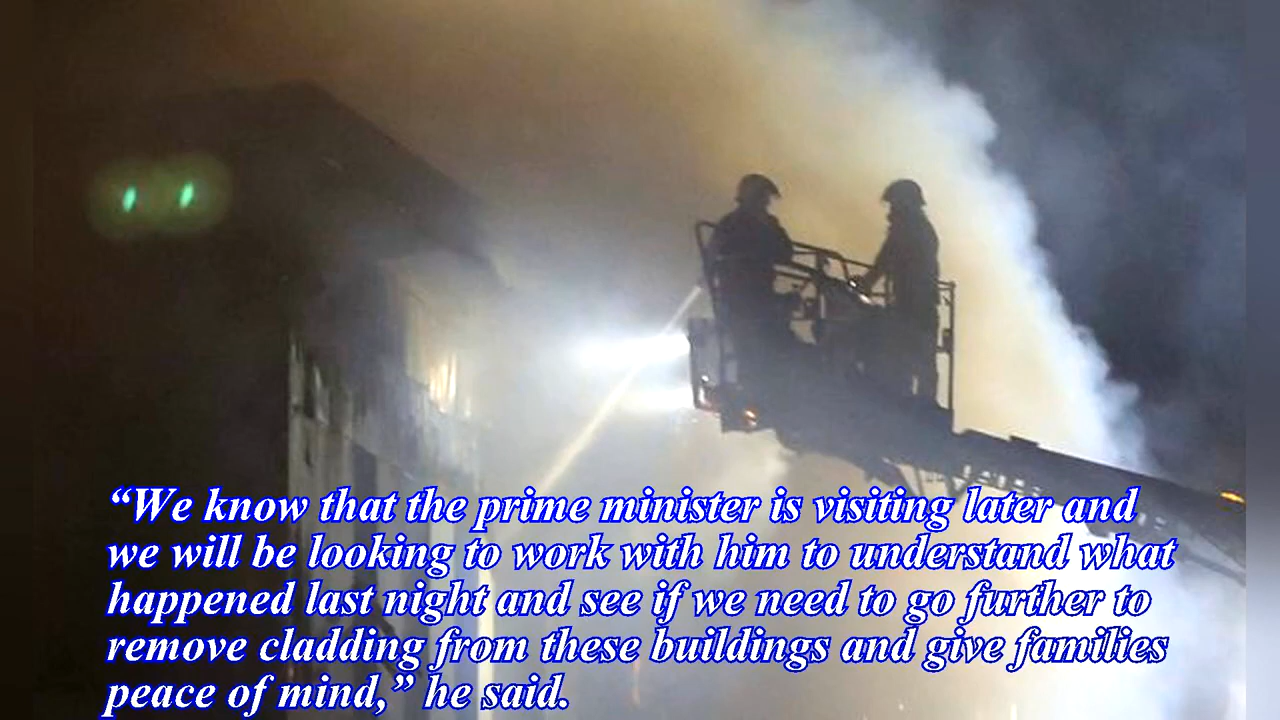 “We know that the prime minister is visiting later and
we will be looking to work with him to understand what
happened last night and see if we need to go further to
remove cladding from these buildings and give families
peace of mind,” he said.